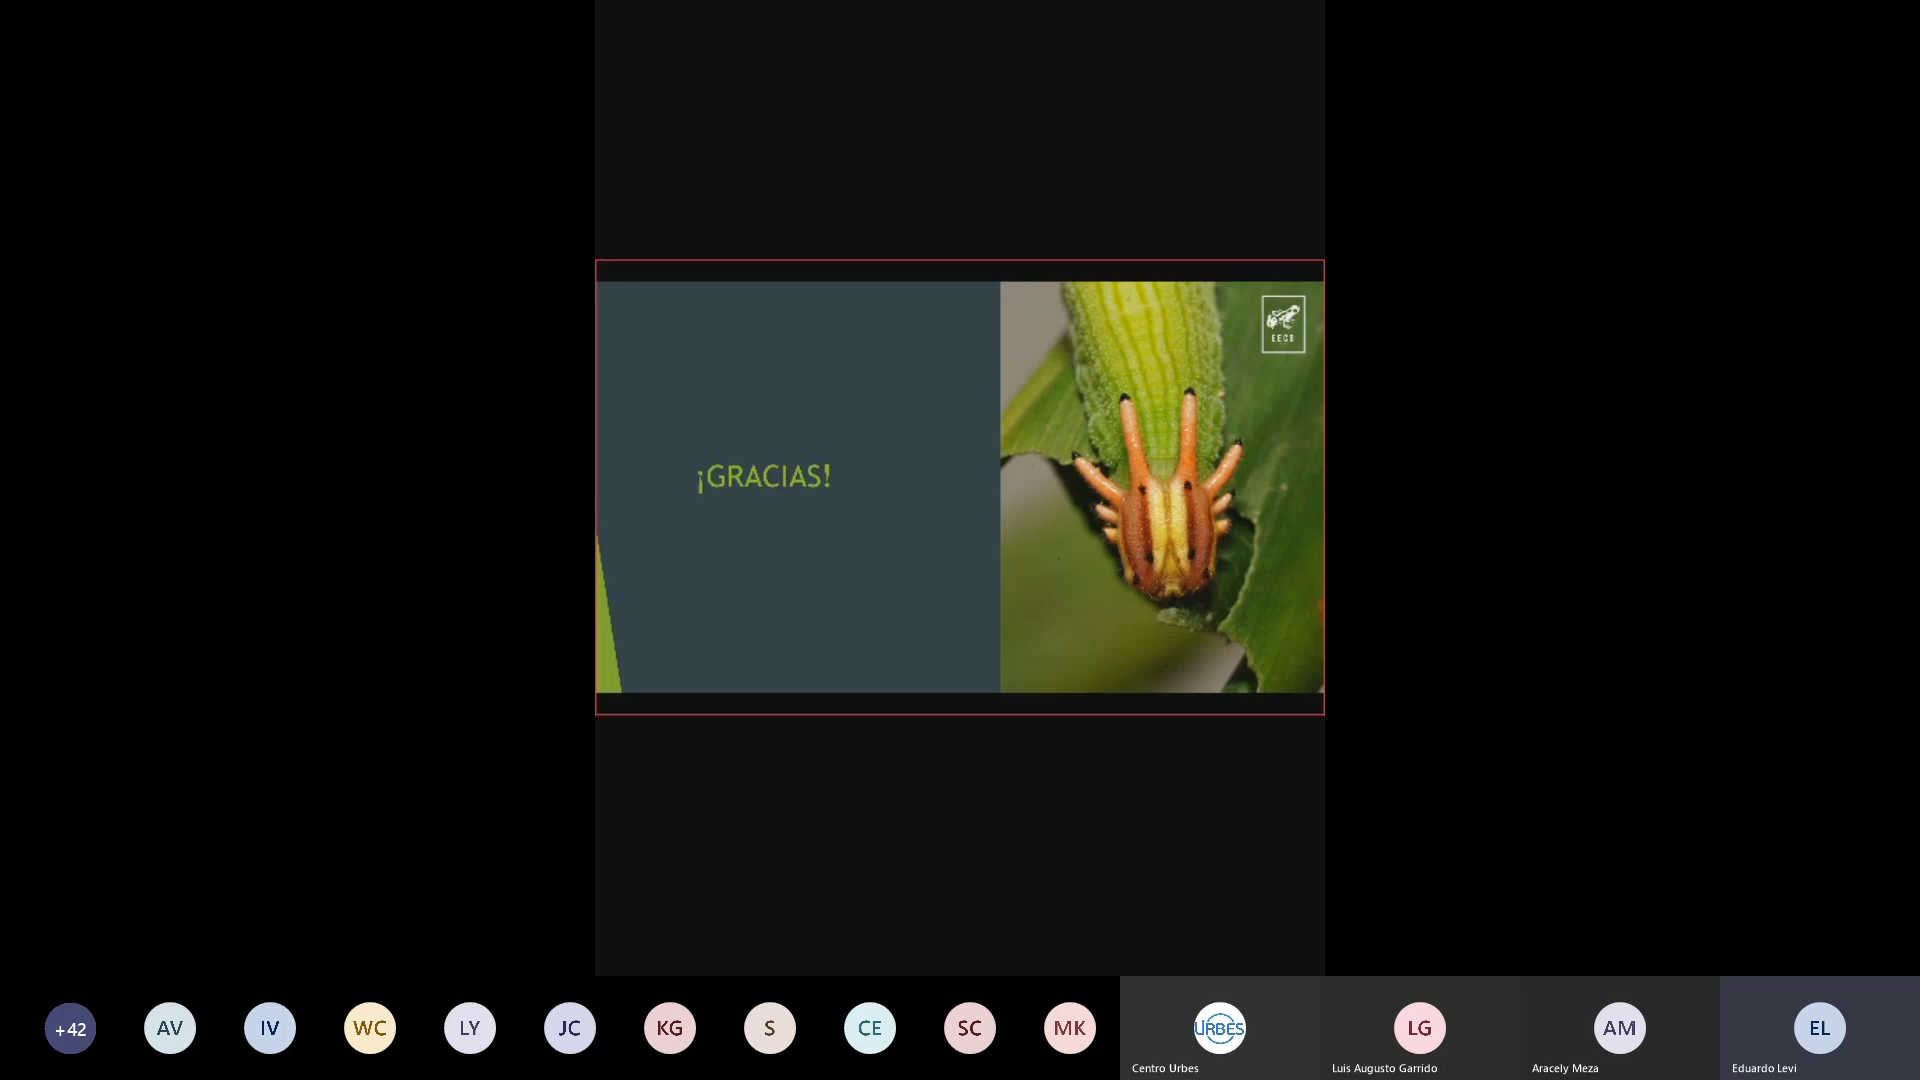 EECO
¡GRACIAS!
+42
AV
IV
WC
LY
JC
KG
S
CE
SC
MK
URBES
LG
AM
EL
Centro Urbes
Luis Augusto Garrido
Aracely Meza
Eduardo Levi